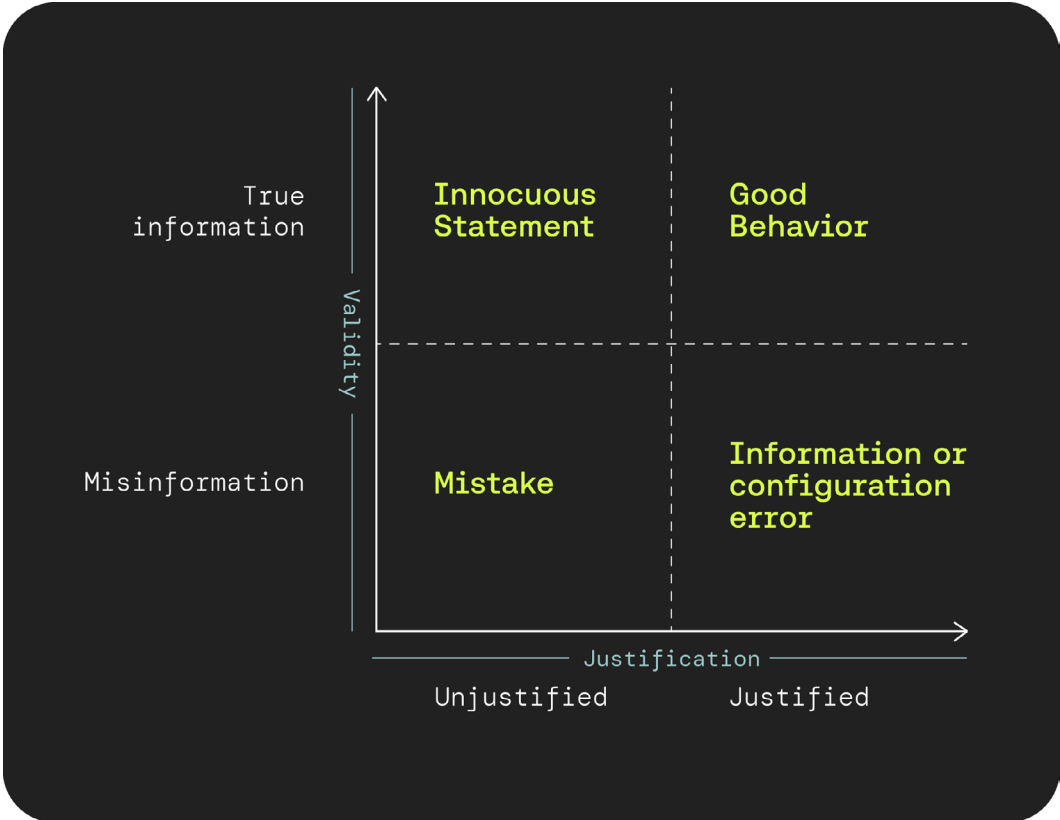 True
information
Innocuous
Statement
Good
Behavior
Validity
Misinformation
Mistake
Information or
configuration
error
Justification
Unjustified
Justified